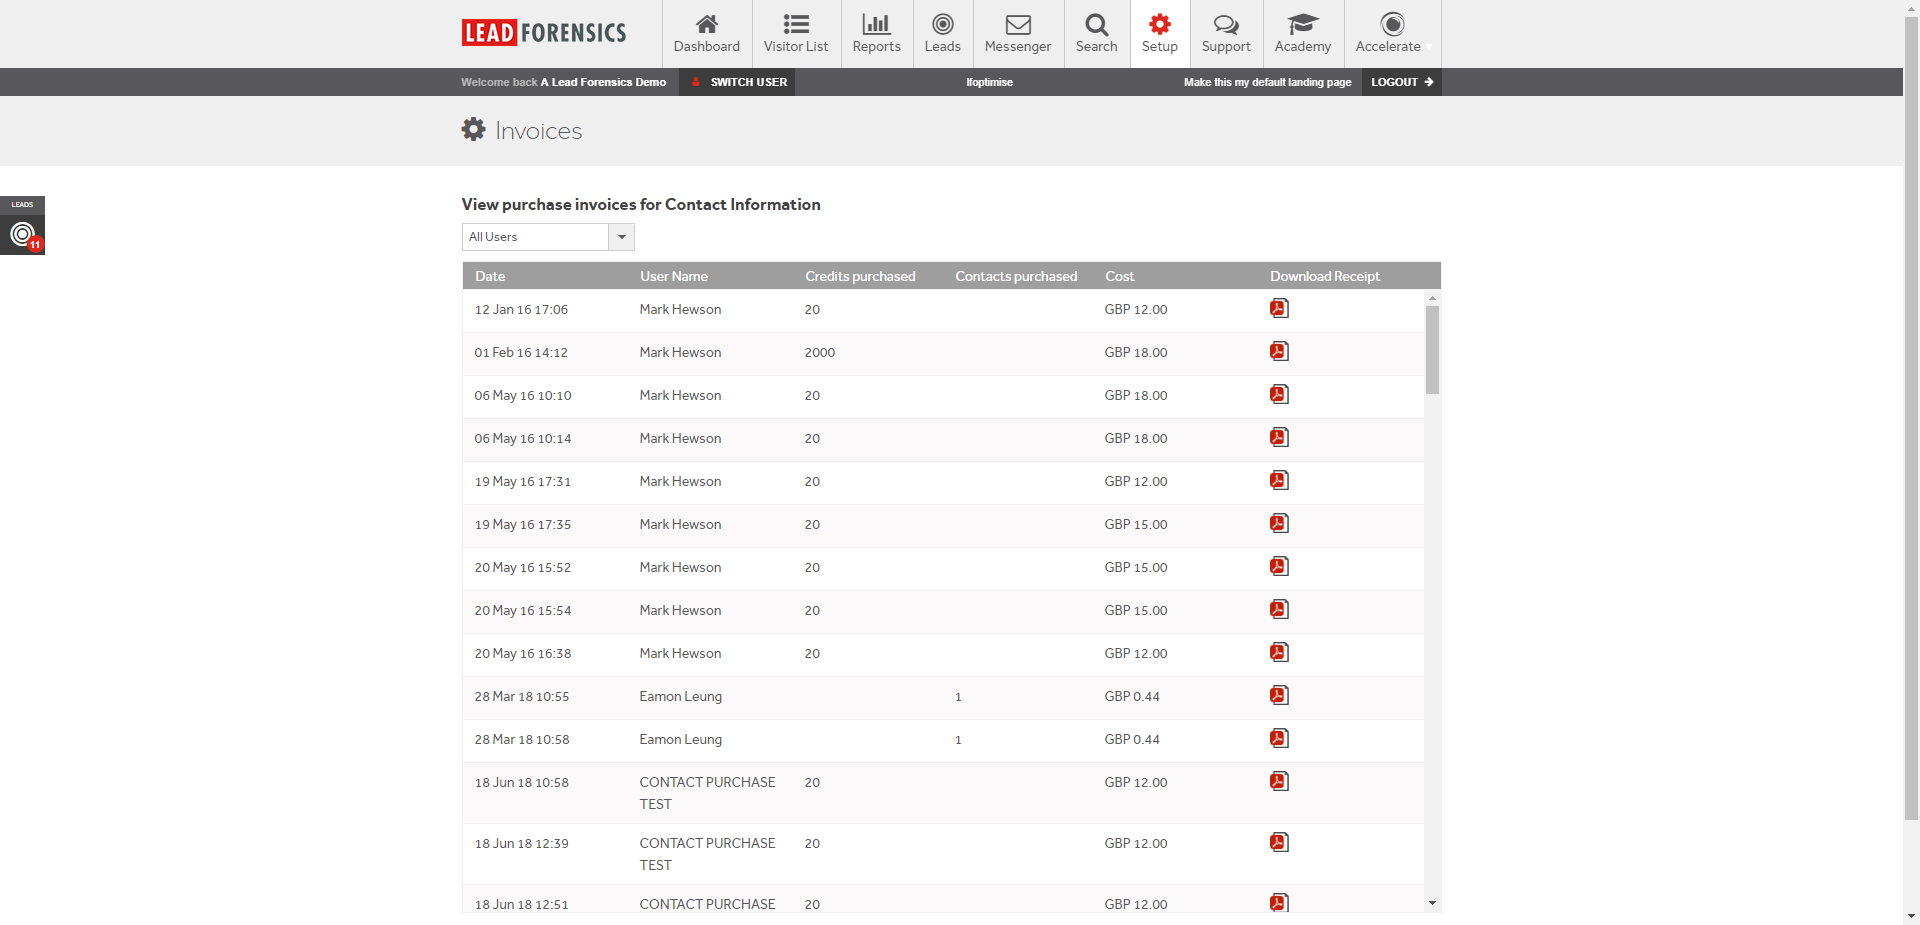 LEAD FORENSICS
Dashboard
Visitor List
Reports
Leads
Messenger
Search
Setup
Support
Academy
Accelerate
Welcome back A Lead Forensics Demo
SWITCH USER
lfoptimise
Make this my default landing page
LOGOUT
Invoices
LEADS
11
View purchase invoices for Contact Information
All Users
Date User Name Credits purchased Contacts purchased Cost Download Receipt
12 Jan 16 17:06 Mark Hewson 20 GBP 12.00
01 Feb 16 14:12 Mark Hewson 2000 GBP 18.00
06 May 16 10:10 Mark Hewson 20 GBP 18.00
06 May 16 10:14 Mark Hewson 20 GBP 18.00
19 May 16 17:31 Mark Hewson 20 GBP 12.00
19 May 16 17:35 Mark Hewson 20 GBP 15.00
20 May 16 15:52 Mark Hewson 20 GBP 15.00
20 May 16 15:54 Mark Hewson 20 GBP 15.00
20 May 16 16:38 Mark Hewson 20 GBP 12.00
28 Mar 18 10:55 Eamon Leung 1 GBP 0.44
28 Mar 18 10:58 Eamon Leung 1 GBP 0.44
18 Jun 18 10:58 CONTACT PURCHASE 20 GBP 12.00
TEST
18 Jun 18 12:39 CONTACT PURCHASE 20 GBP 12.00
TEST
18 Jun 18 12:51 CONTACT PURCHASE 20 GBP 12.00